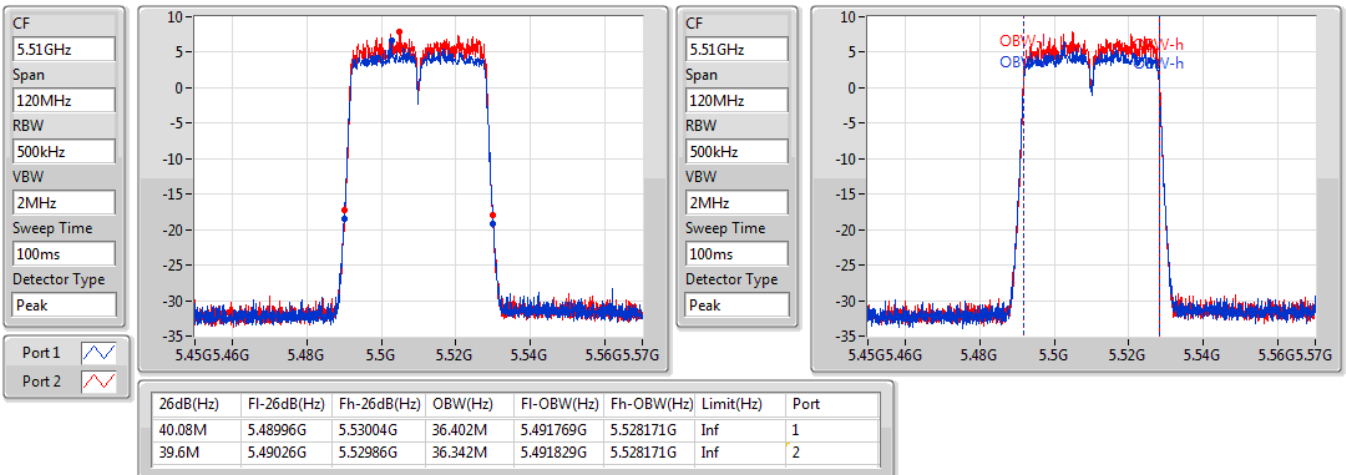 CF
5.51GHz
Span
120MHz
RBW
500kHz
VBW
2MHz
Sweep Time
100ms
Detector Type
Peak
Port 1
Port 2
10
5
0
-5
-10
-15
-20
-25
-30
-35
5.45G 5.46G 5.48G 5.5G 5.52G 5.54G 5.56G 5.57G
CF
5.51GHz
Span
120MHz
RBW
500kHz
VBW
2MHz
Sweep Time
100ms
Detector Type
Peak
10
5
0
-5
-10
-15
-20
-25
-30
-35
OBW-l OBW-h
OBW OBW-h
5.45G 5.46G 5.48G 5.5G 5.52G 5.54G 5.56G 5.57G
26dB(Hz) Fl-26dB(Hz) Fh-26dB(Hz) OBW(Hz) Fl-OBW(Hz) Fh-OBW(Hz) Limit(Hz) Port
40.08M 5.48996G 5.53004G 36.402M 5.491769G 5.528171G Inf 1
39.6M 5.49026G 5.52986G 36.342M 5.491829G 5.528171G Inf 2